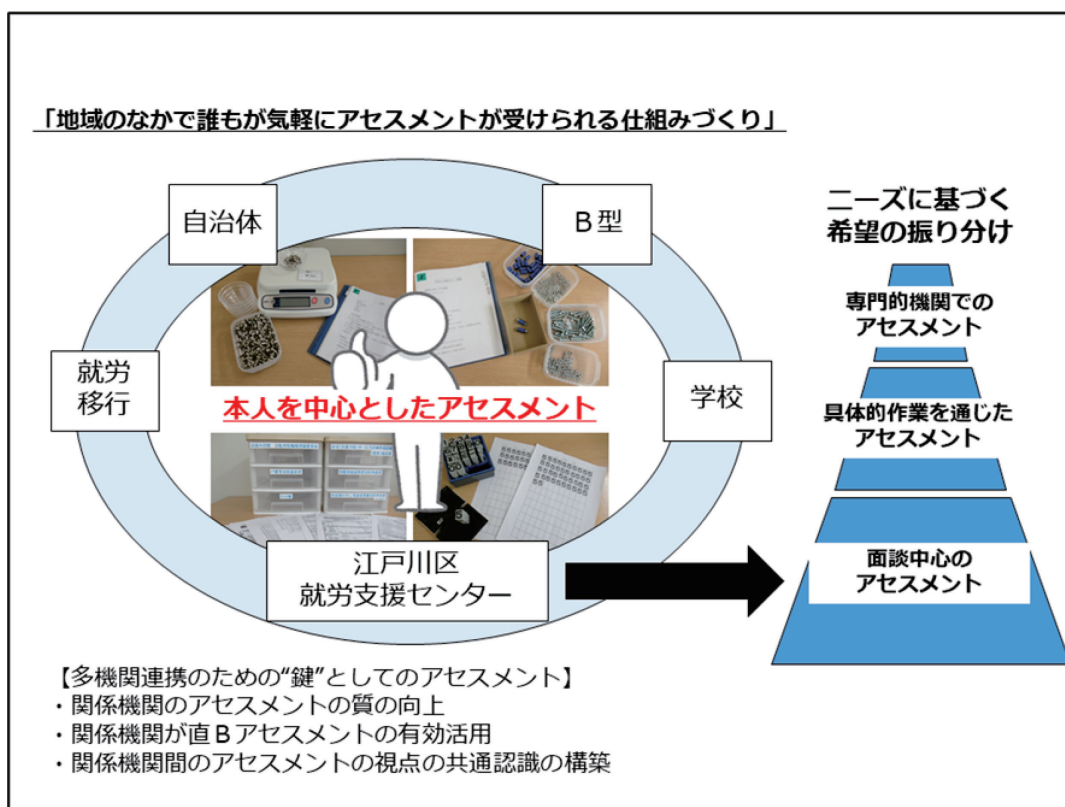 「地域のなかで誰もが気軽にアセスメントが受けられる仕組みづくり」
自治体
Ｂ型
就労
移行
学校
本人を中心としたアセスメント
江戸川区
就労支援センター
ニーズに基づく
希望の振り分け
専門的機関での
アセスメント
具体的作業を通じた
アセスメント
面談中心の
アセスメント
【多機関連携のための“鍵”としてのアセスメント】
・関係機関のアセスメントの質の向上
・関係機関が直Ｂアセスメントの有効活用
・関係機関間のアセスメントの視点の共通認識の構築